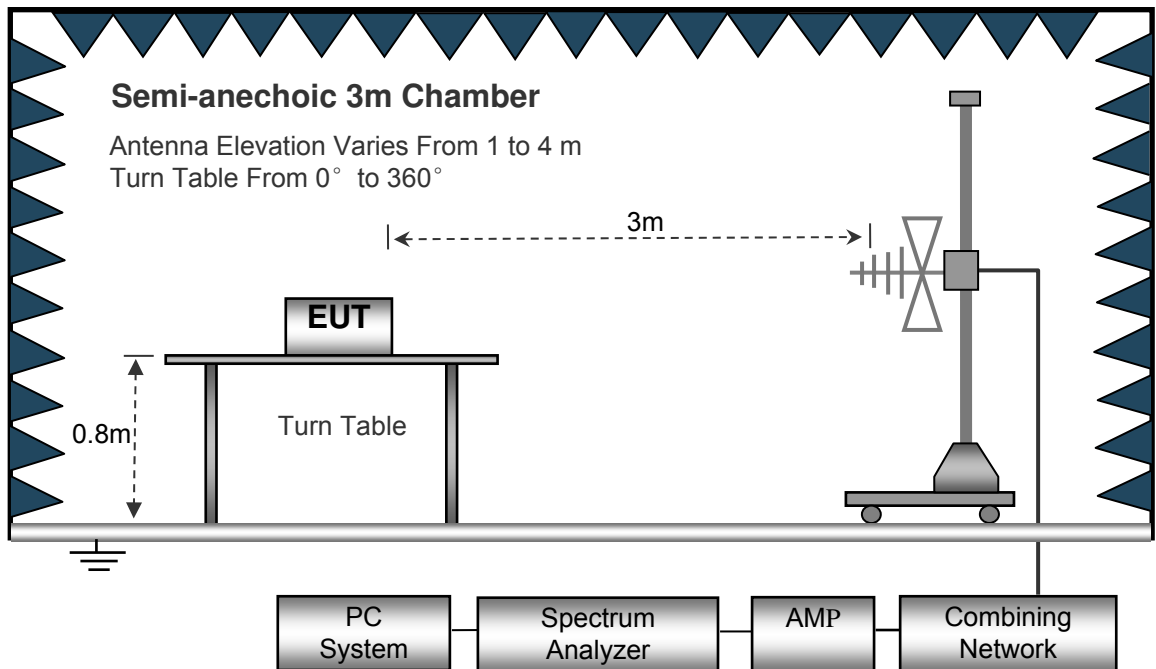 Semi-anechoic 3m Chamber
Antenna Elevation Varies From 1 to 4 m
Turn Table From 0° to 360°
3m
EUT
0.8m
Turn Table
PC
System
Spectrum
Analyzer
AMP
Combining
Network